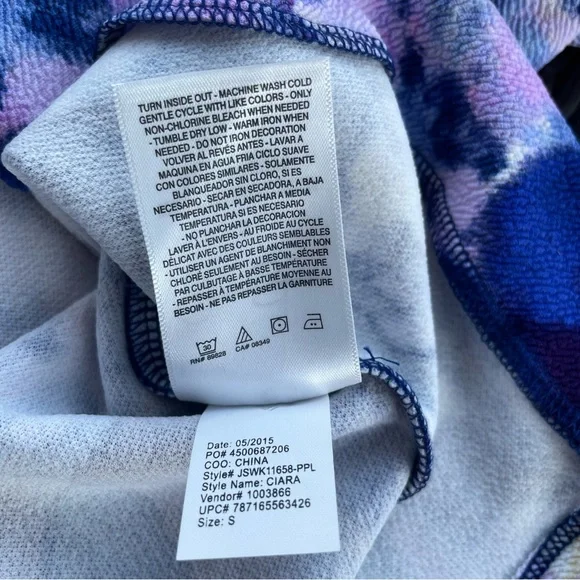 TURN INSIDE OUT - MACHINE WASH COLD
GENTLE CYCLE WITH LIKE COLORS - ONLY
NON-CHLORINE BLEACH WHEN NEEDED
- TUMBLE DRY LOW - WARM IRON WHEN
NEEDED - DO NOT IRON DECORATION
VOLVER AL REVÉS ANTES - LAVAR A
MAQUINA EN AGUA FRIA CICLO SUAVE
CON COLORES SIMILARES - SOLAMENTE
BLANQUEADOR SIN CLORO, SI ES
NECESARIO - SECAR EN SECADORA, A BAJA
TEMPERATURA - PLANCHAR A MEDIA
TEMPERATURA SI ES NECESARIO
- NO PLANCHAR LA DECORACION
LAVER À L'ENVERS - AU FROIDE AU CYCLE
DÉLICAT AVEC DES COULEURS SEMBLABLES
- UTILISER UN AGENT DE BLANCHIMENT NON
CHLORÉ SEULEMENT AU BESOIN - SÉCHER
PAR CULBUTAGE À BASSE TEMPÉRATURE
- REPASSER À TEMPÉRATURE MOYENNE AU
BESOIN - NE PAS REPASSER LA GARNITURE
30
RN# 89828 CA# 08349
Date: 05/2015
PO# 4500687206
COO: CHINA
Style# JSWK11658-PPL
Style Name: CIARA
Vendor# 1003866
UPC# 787165563426
Size: S